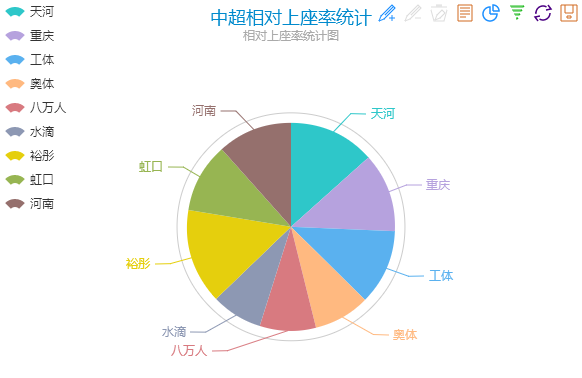 中超相对上座率统计
相对上座率统计图
天河
重庆
工体
奥体
八万人
水滴
裕彤
虹口
河南
河南
天河
虹口
重庆
裕彤
工体
水滴
奥体
八万人